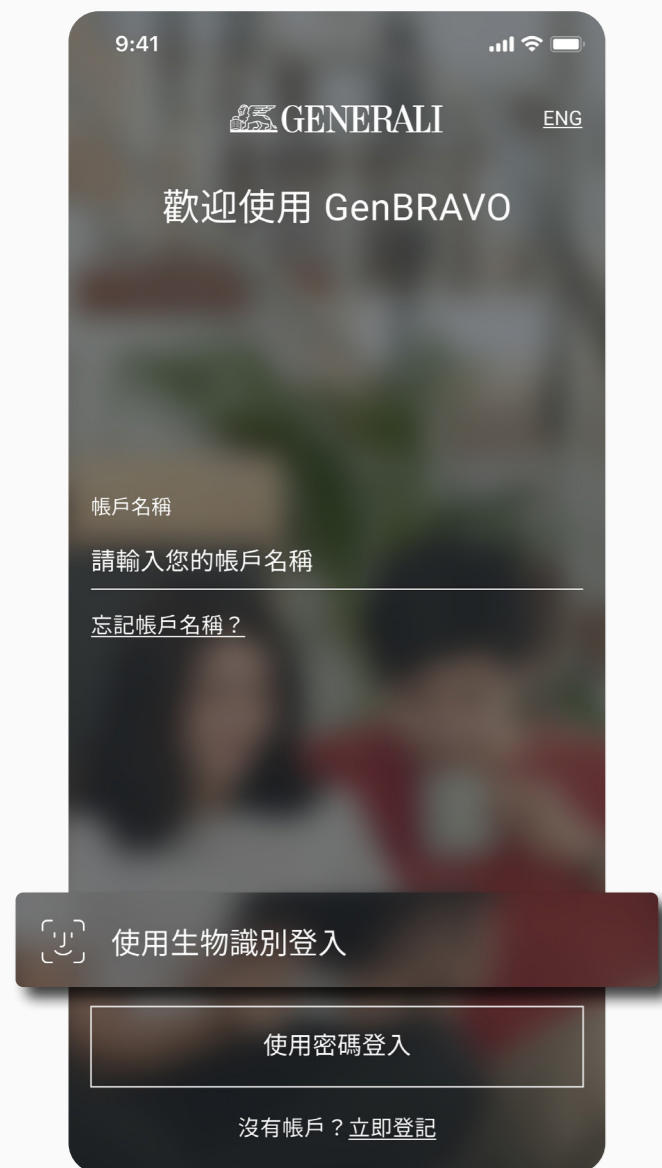 9:41
GENERALI
ENG
歡迎使用 GenBRAVO
帳戶名稱
請輸入您的帳戶名稱
忘記帳戶名稱？
使用生物識別登入
使用密碼登入
沒有帳戶？立即登記